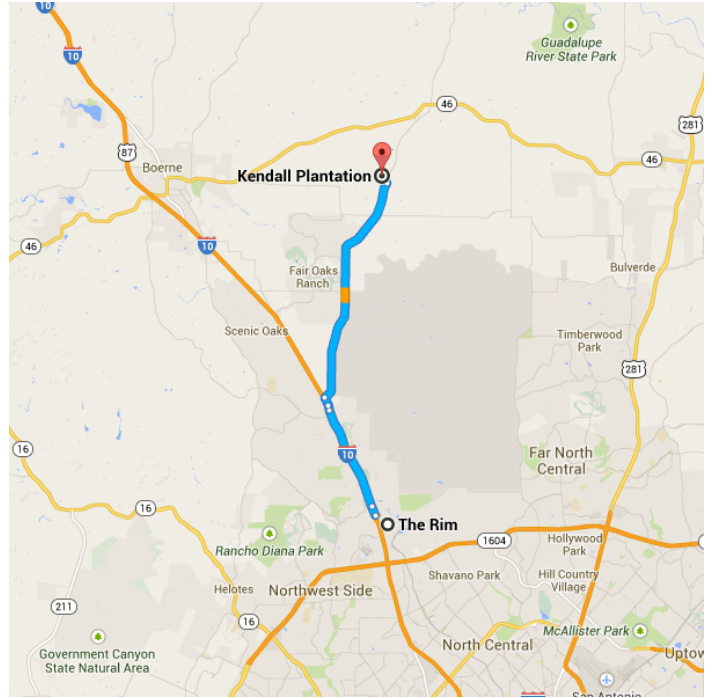 10
Guadalupe
River State Park
10
46
281
87
Boerne
46
Kendall Plantation
46
10
Fair Oaks
Ranch
Bulverde
Scenic Oaks
Timberwood
Park
281
16
10
Far North
Central
16
The Rim
Rancho Diana Park
1604
Hollywood
Park
Shavano Park
Hill Country
Village
Helotes
Northwest Side
211
16
McAllister Park
Government Canyon
State Natural Area
North Central
Uptow
San Antonio